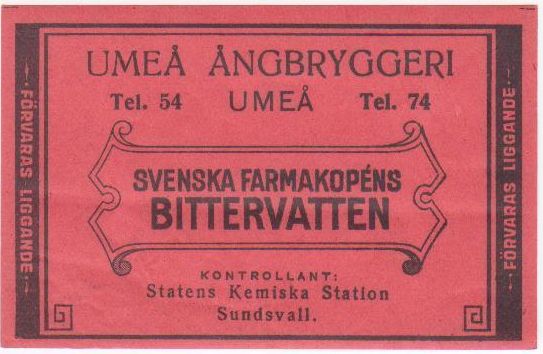 UMEÅ ÅNGBRYGGERI
Tel. 54 UMEÅ Tel. 74
FÖRVARAS LIGGANDE
SVENSKA FARMAKOPÉNS
BITTERVATTEN
KONTROLLANT:
Statens Kemiska Station
Sundsvall.
FÖRVARAS LIGGANDE